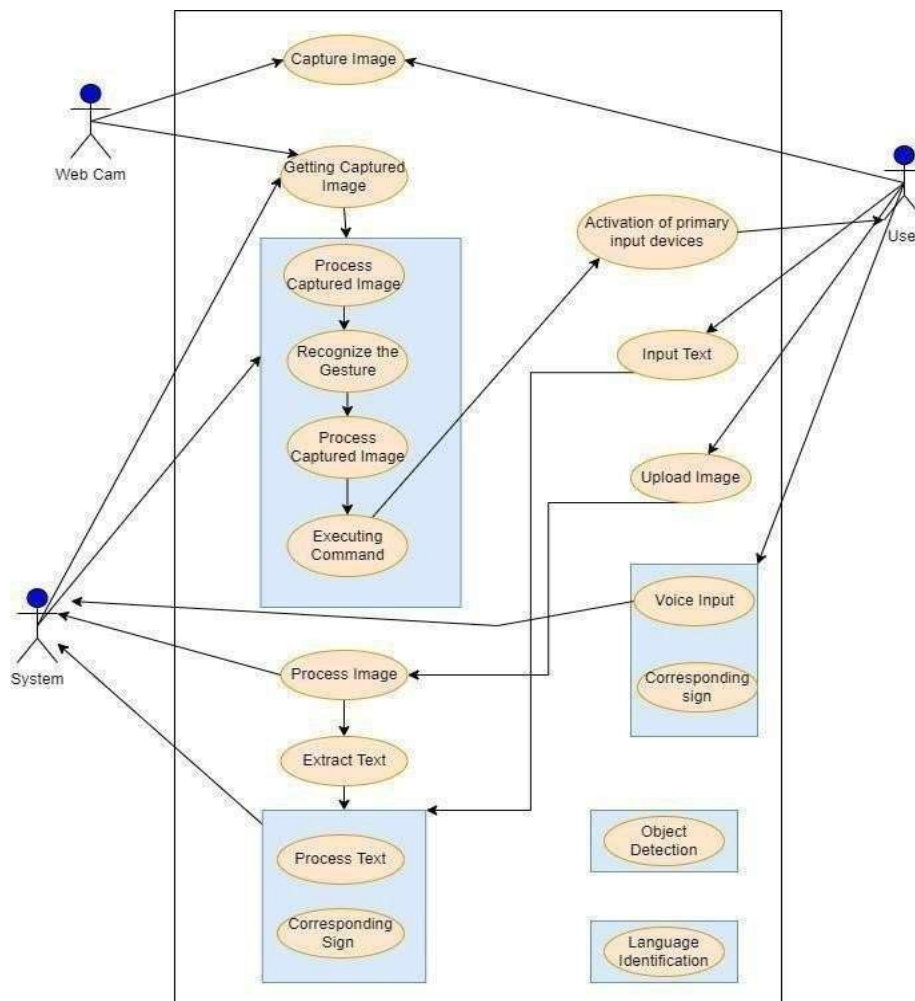 Capture Image
Web Cam
Getting Captured
Image
Activation of primary
input devices
Use
Process
Captured Image
Recognize the
Gesture
Input Text
Process
Captured Image
Upload Image
Executing
Command
Voice Input
System
Process Image
Corresponding
sign
Extract Text
Object
Detection
Process Text
Corresponding
Sign
Language
Identification